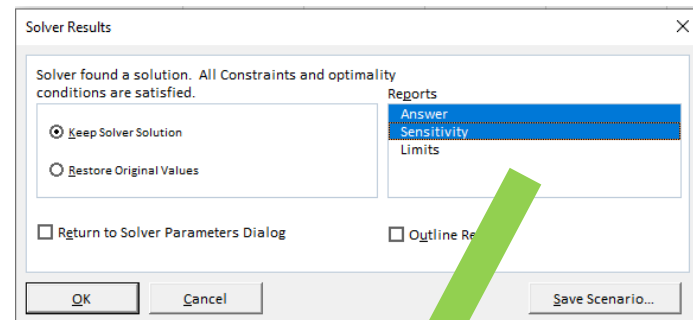 Solver Results
Solver found a solution. All Constraints and optimality
conditions are satisfied.
Reports
Keep Solver Solution
Restore Original Values
Answer
Sensitivity
Limits
Return to Solver Parameters Dialog
Outline
OK
Cancel
Save Scenario...